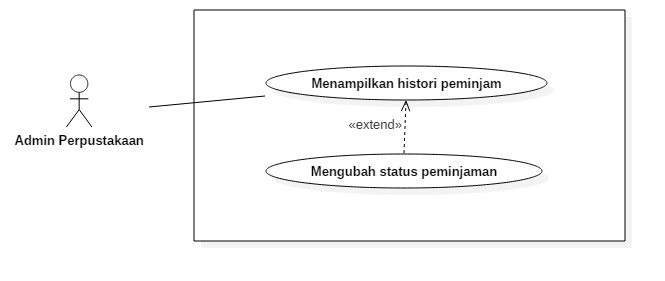 Menampilkan histori peminjam
«extend»
Admin Perpustakaan
Mengubah status peminjaman